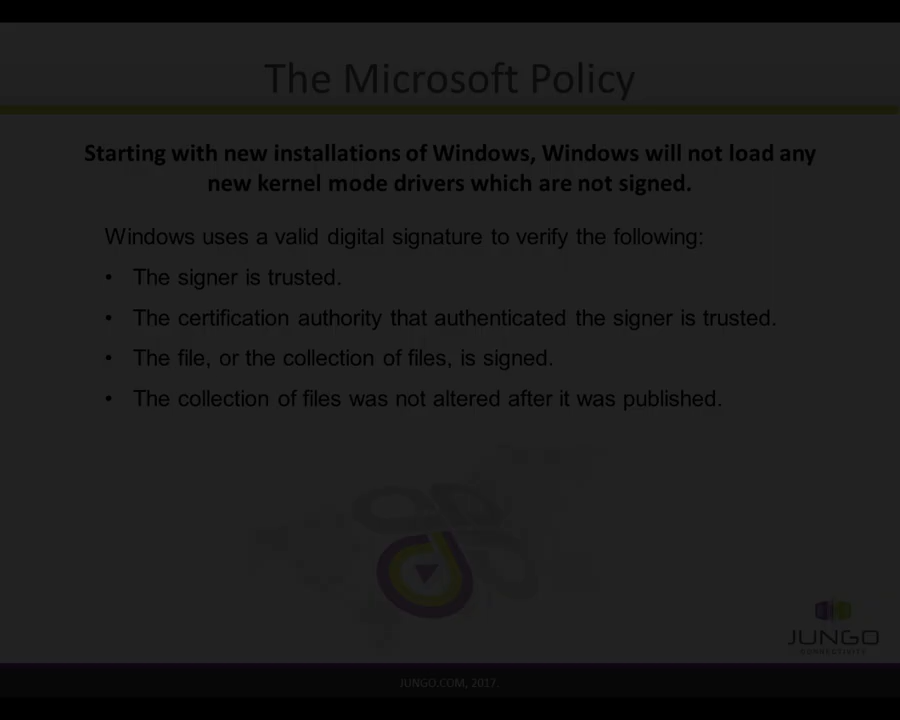 The Microsoft Policy
Starting with new installations of Windows, Windows will not load any
new kernel mode drivers which are not signed.
Windows uses a valid digital signature to verify the following:
• The signer is trusted.
• The certification authority that authenticated the signer is trusted.
• The file, or the collection of files, is signed.
• The collection of files was not altered after it was published.
JUNGO
CONNECTIVITY
JUNGO.COM, 2017